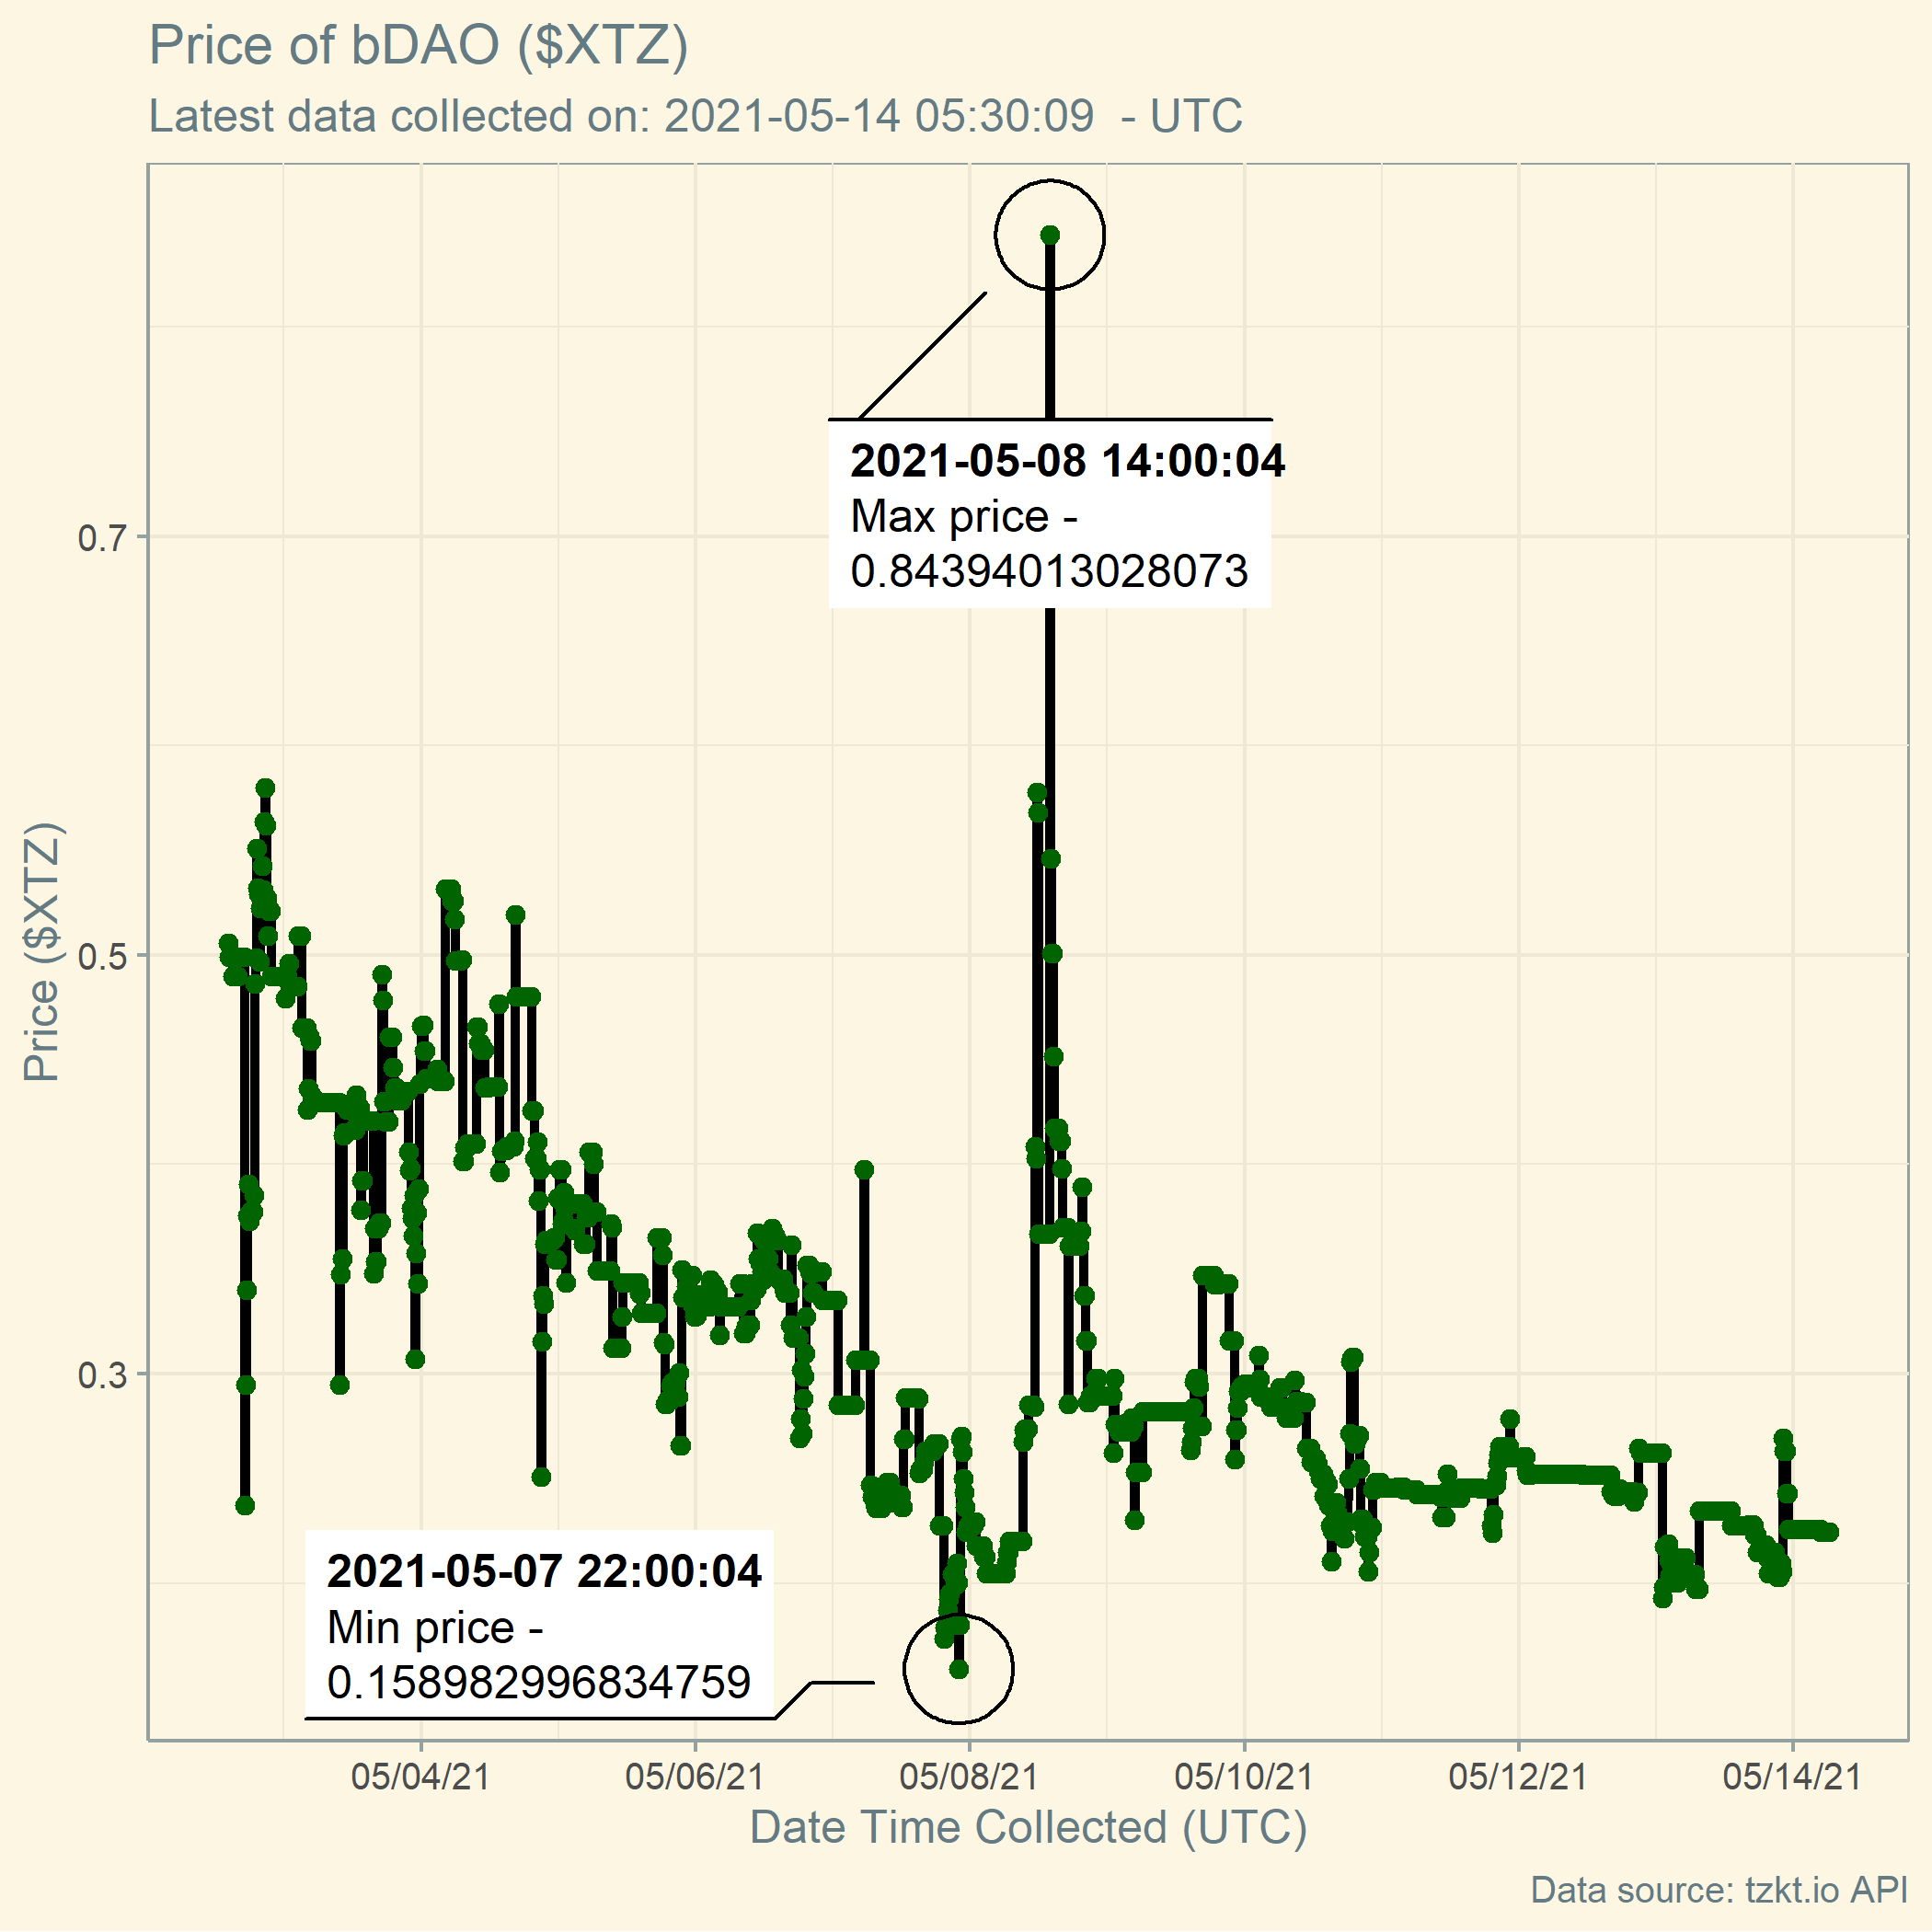 Price of bDAO ($XTZ)
Latest data collected on: 2021-05-14 05:30:09  - UTC
2021-05-08 14:00:04
Max price -
0.84394013028073
0.7
0.5
0.3
Price ($XTZ)
2021-05-07 22:00:04
Min price -
0.158982996834759
05/04/21
05/06/21
05/08/21
05/10/21
05/12/21
05/14/21
Date Time Collected (UTC)
Data source: tzkt.io API